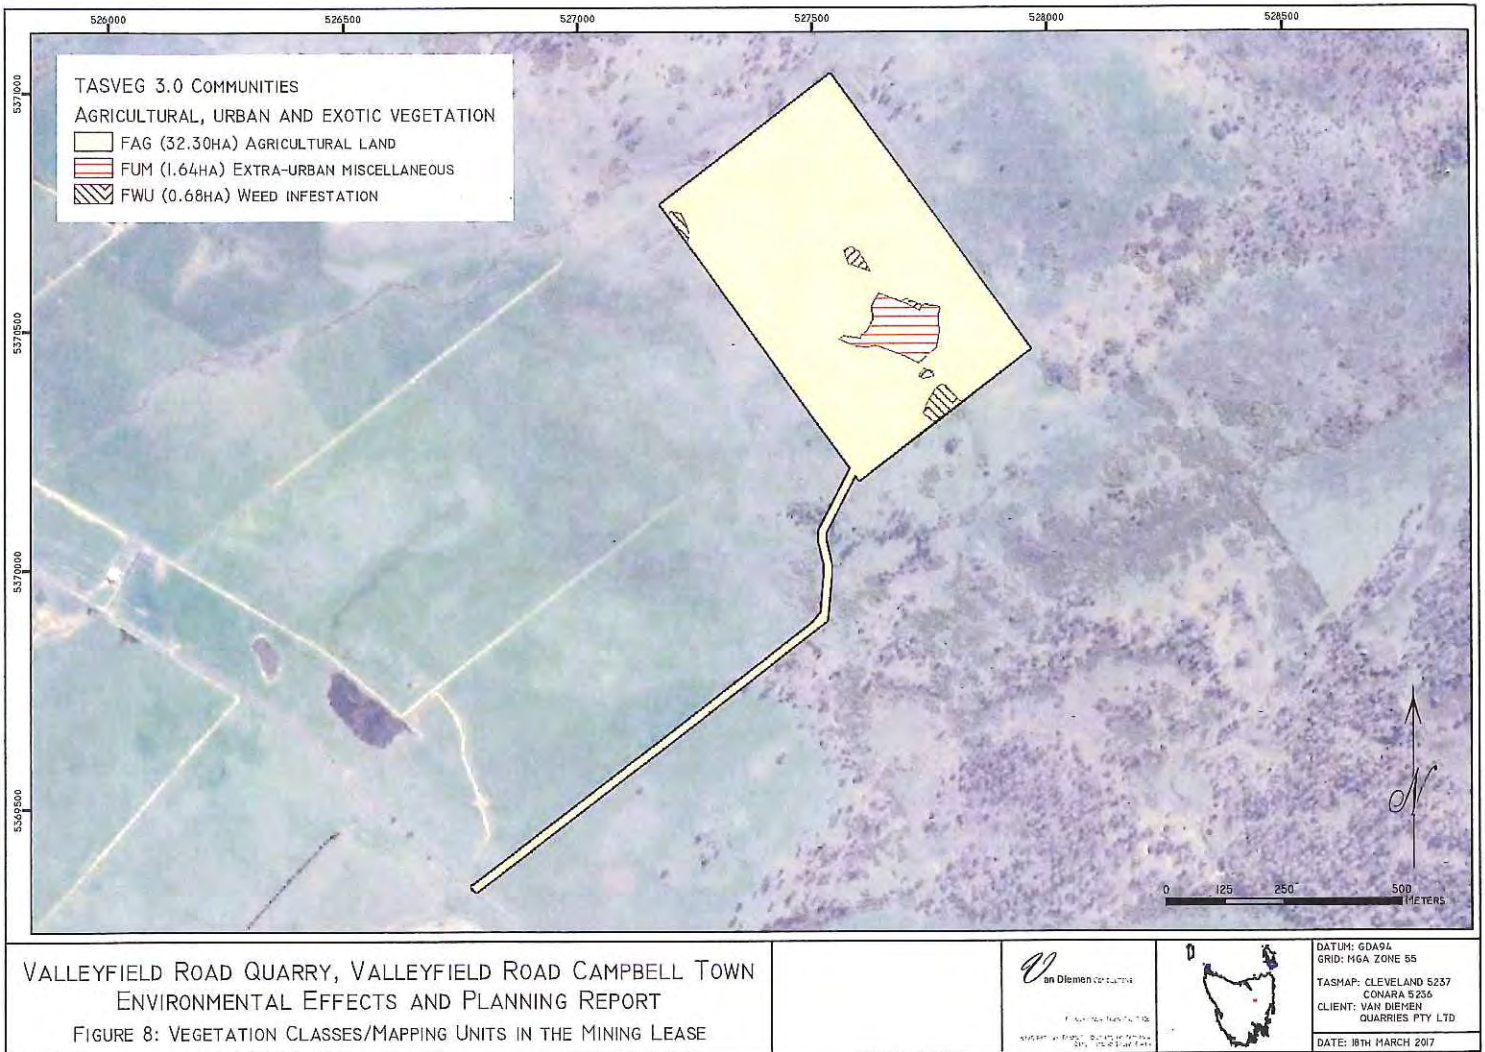 526000 526500 527000 527500 528000 528500
5371000
5370500
5370000
5369500
TASVEG 3.0 COMMUNITIES
AGRICULTURAL, URBAN AND EXOTIC VEGETATION
FAG (32.30HA) AGRICULTURAL LAND
FUM (1.64HA) EXTRA-URBAN MISCELLANEOUS
FWU (0.68HA) WEED INFESTATION
N
0 125 250 500
METERS
VALLEYFIELD ROAD QUARRY, VALLEYFIELD ROAD CAMPBELL TOWN
ENVIRONMENTAL EFFECTS AND PLANNING REPORT
FIGURE 8: VEGETATION CLASSES/MAPPING UNITS IN THE MINING LEASE
Van Diemen
DATUM: GDA94
GRID: MGA ZONE 55
TASMAP: CLEVELAND 5237
CONARA 5236
CLIENT: VAN DIEMEN
QUARRIES PTY LTD
DATE: 18TH MARCH 2017